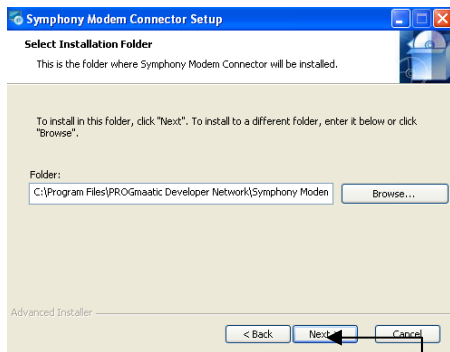 Symphony Modem Connector Setup
Select Installation Folder
This is the folder where Symphony Modem Connector will be installed.
To install in this folder, click "Next". To install to a different folder, enter it below or click
"Browse".
Folder:
C:\Program Files\PROGmaatic Developer Network\Symphony Moden
Browse...
Advanced Installer
< Back
Next
Cancel